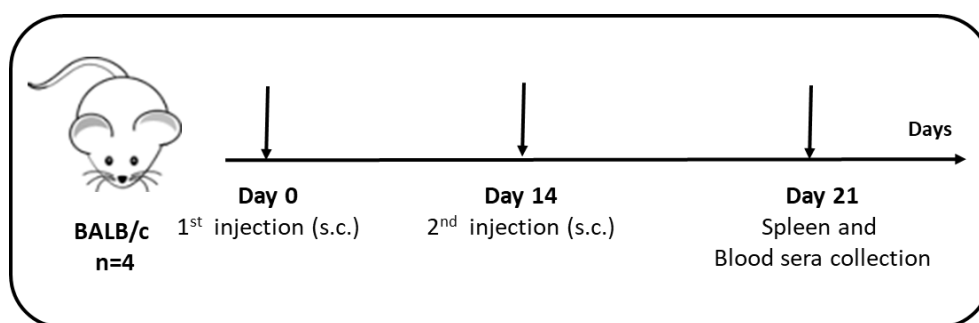 Days
BALB/c
n=4
Day 0
1st injection (s.c.)
Day 14
2nd injection (s.c.)
Day 21
Spleen and
Blood sera collection